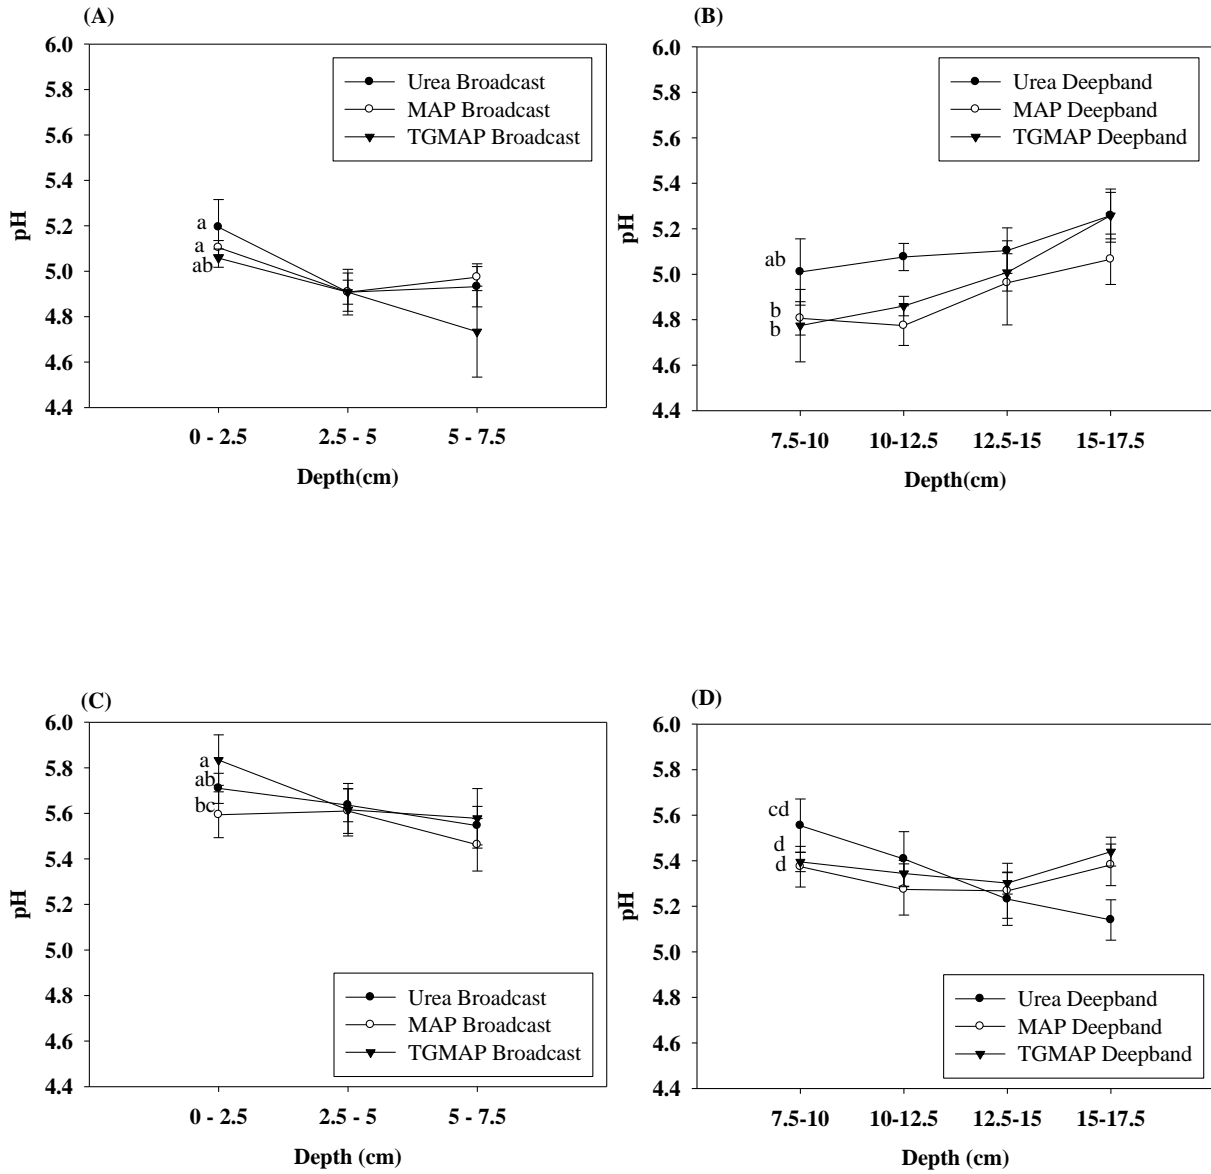 (A)
6.0
5.8
5.6
5.4
5.2
5.0
4.8
4.6
4.4
pH
Urea Broadcast
MAP Broadcast
TGMAP Broadcast
a
a
ab
0 - 2.5
2.5 - 5
5 - 7.5
Depth(cm)
(B)
6.0
5.8
5.6
5.4
5.2
5.0
4.8
4.6
4.4
pH
Urea Deepband
MAP Deepband
TGMAP Deepband
ab
b
b
7.5-10
10-12.5
12.5-15
15-17.5
Depth(cm)
(C)
6.0
5.8
5.6
5.4
5.2
5.0
4.8
4.6
4.4
pH
a
ab
bc
Urea Broadcast
MAP Broadcast
TGMAP Broadcast
0 - 2.5
2.5 - 5
5 - 7.5
Depth (cm)
(D)
6.0
5.8
5.6
5.4
5.2
5.0
4.8
4.6
4.4
pH
cd
d
d
Urea Deepband
MAP Deepband
TGMAP Deepband
7.5-10
10-12.5
12.5-15
15-17.5
Depth (cm)